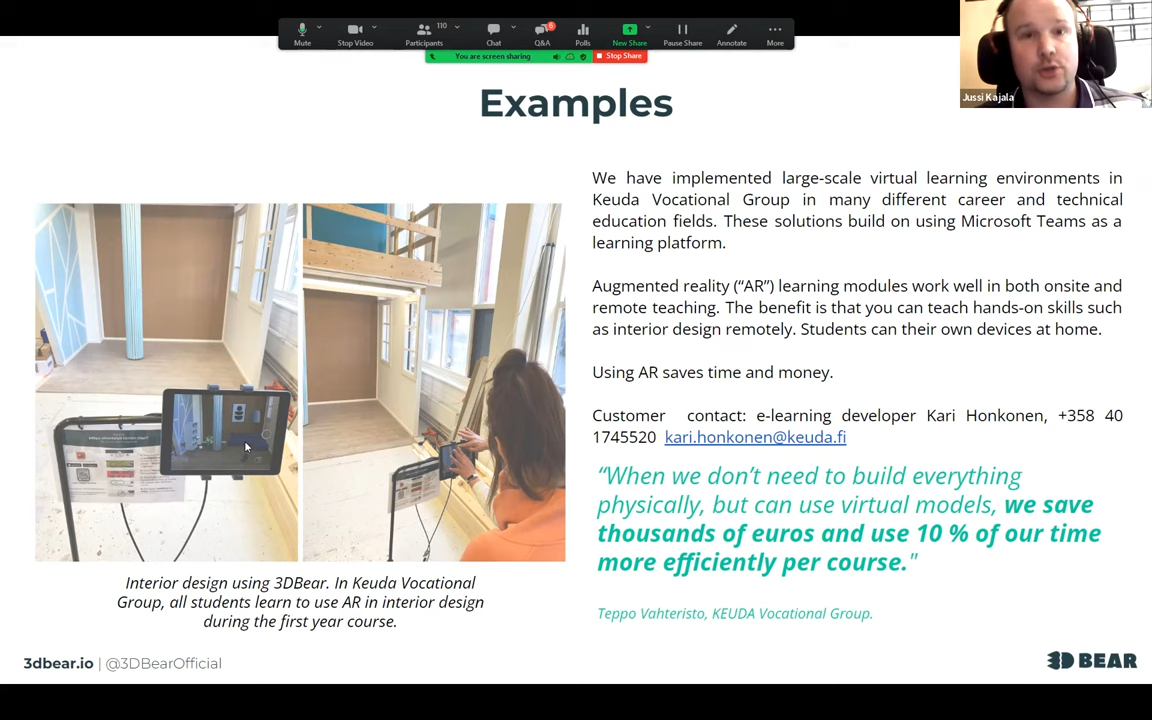 110
6
Mute
Stop Video
Participants
Chat
Q&A
Polls
New Share
Pause Share
Annotate
More
You are screen sharing
Stop Share
Jussi Kajala
Examples
We have implemented large-scale virtual learning environments in
Keuda Vocational Group in many different career and technical
education fields. These solutions build on using Microsoft Teams as a
learning platform.
Augmented reality (“AR”) learning modules work well in both onsite and
remote teaching. The benefit is that you can teach hands-on skills such
as interior design remotely. Students can their own devices at home.
Using AR saves time and money.
Customer contact: e-learning developer Kari Honkonen, +358 40
1745520 kari.honkonen@keuda.fi
“When we don’t need to build everything
physically, but can use virtual models, we save
thousands of euros and use 10 % of our time
more efficiently per course."
Teppo Vahteristo, KEUDA Vocational Group.
Interior design using 3DBear. In Keuda Vocational
Group, all students learn to use AR in interior design
during the first year course.
3dbear.io | @3DBearOfficial
3D BEAR